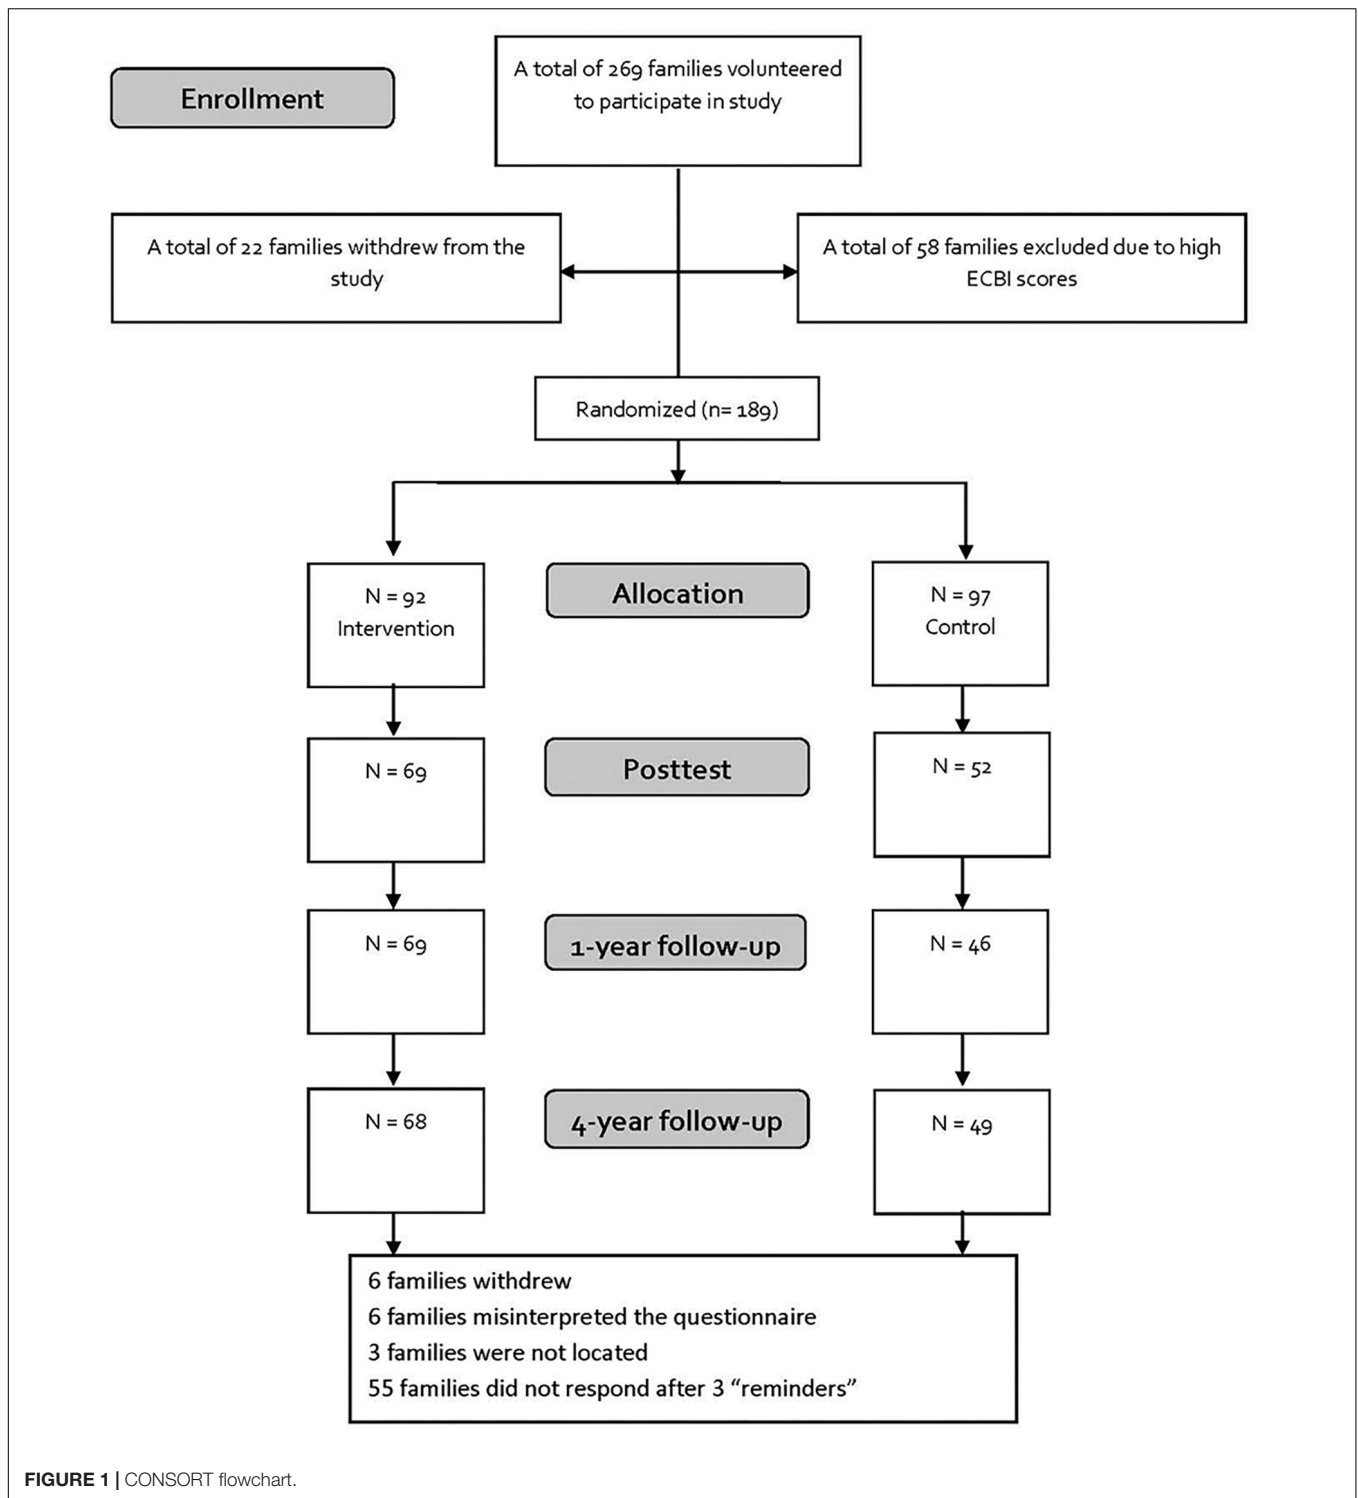 A total of 269 families volunteered
to participate in study
Enrollment
A total of 22 families withdrew from the
study
A total of 58 families excluded due to high
ECBI scores
Randomized (n= 189)
N = 92
Intervention
Allocation
N = 97
Control
N = 69
Posttest
N = 52
N = 69
1-year follow-up
N = 46
N = 68
4-year follow-up
N = 49
6 families withdrew
6 families misinterpreted the questionnaire
3 families were not located
55 families did not respond after 3 “reminders”
FIGURE 1 | CONSORT flowchart.